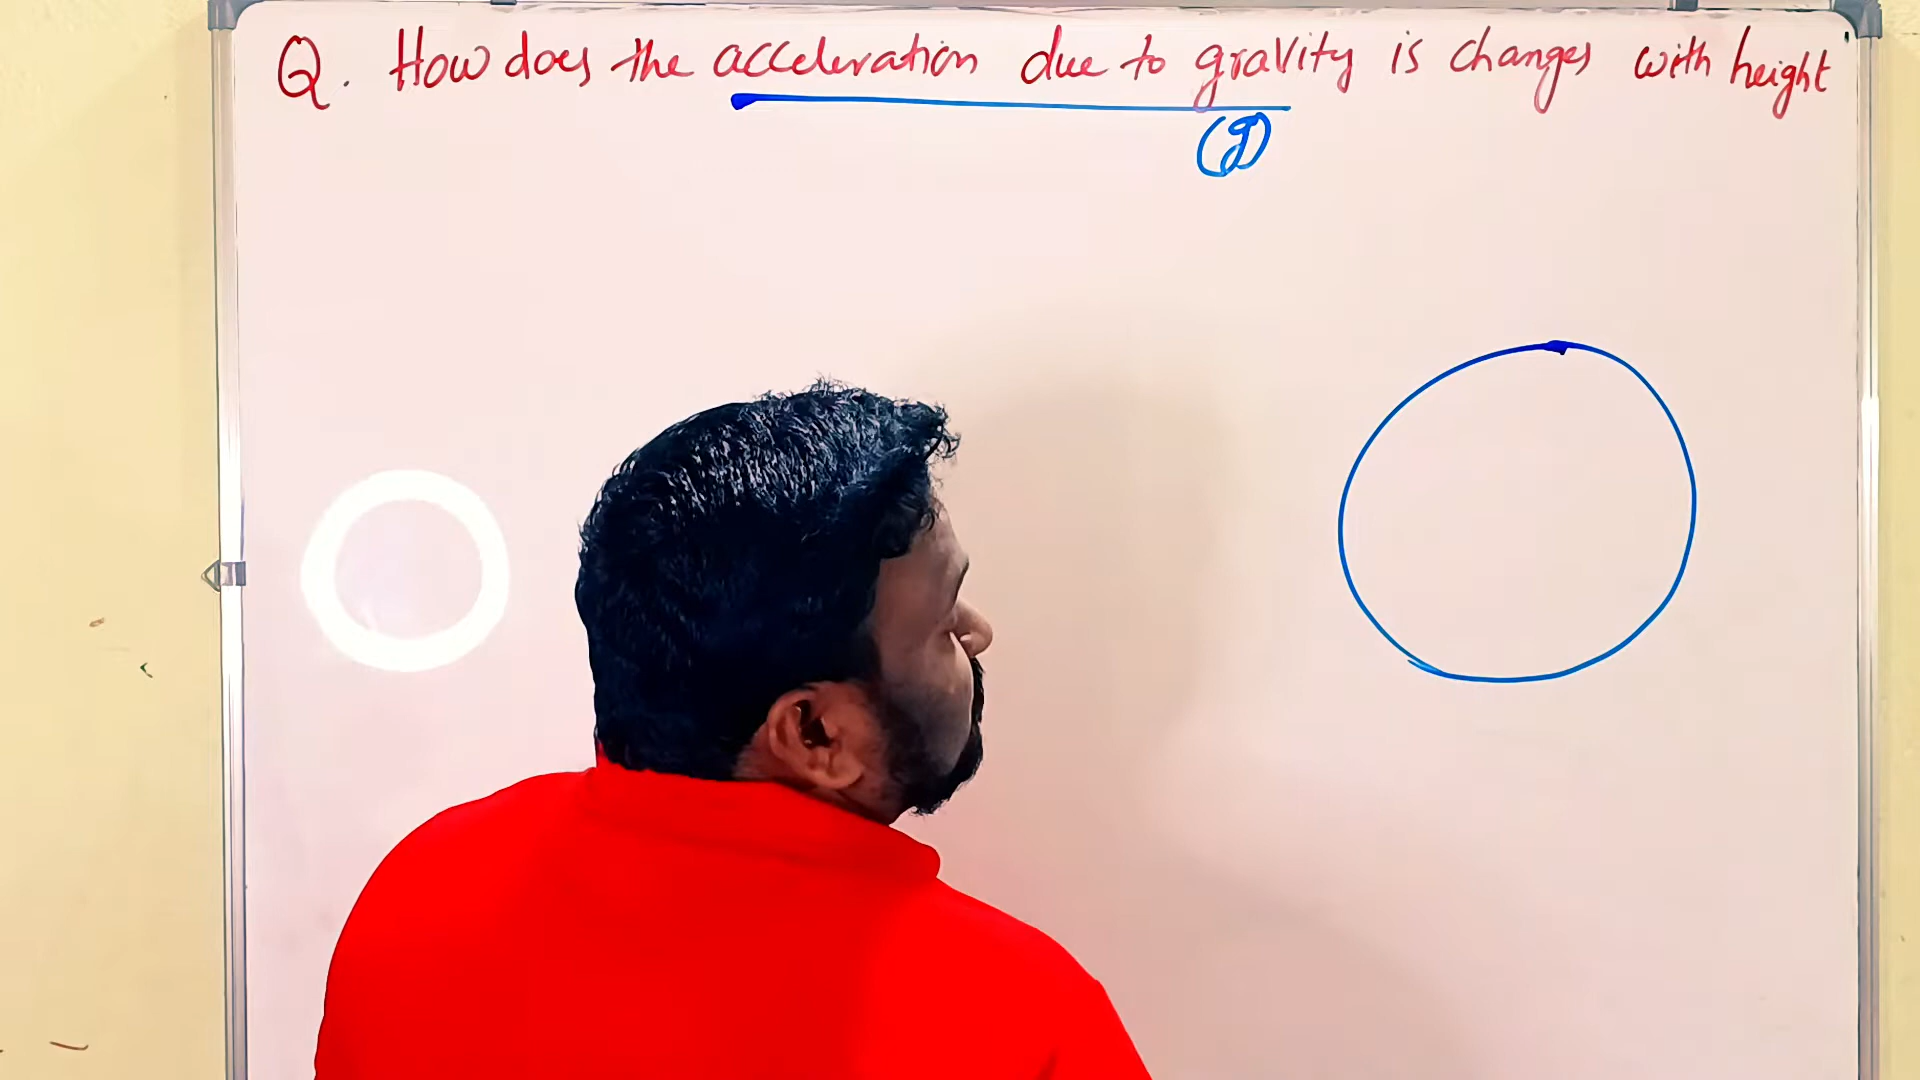 Q. How does the acceleration due to gravity is changes with height
(g)